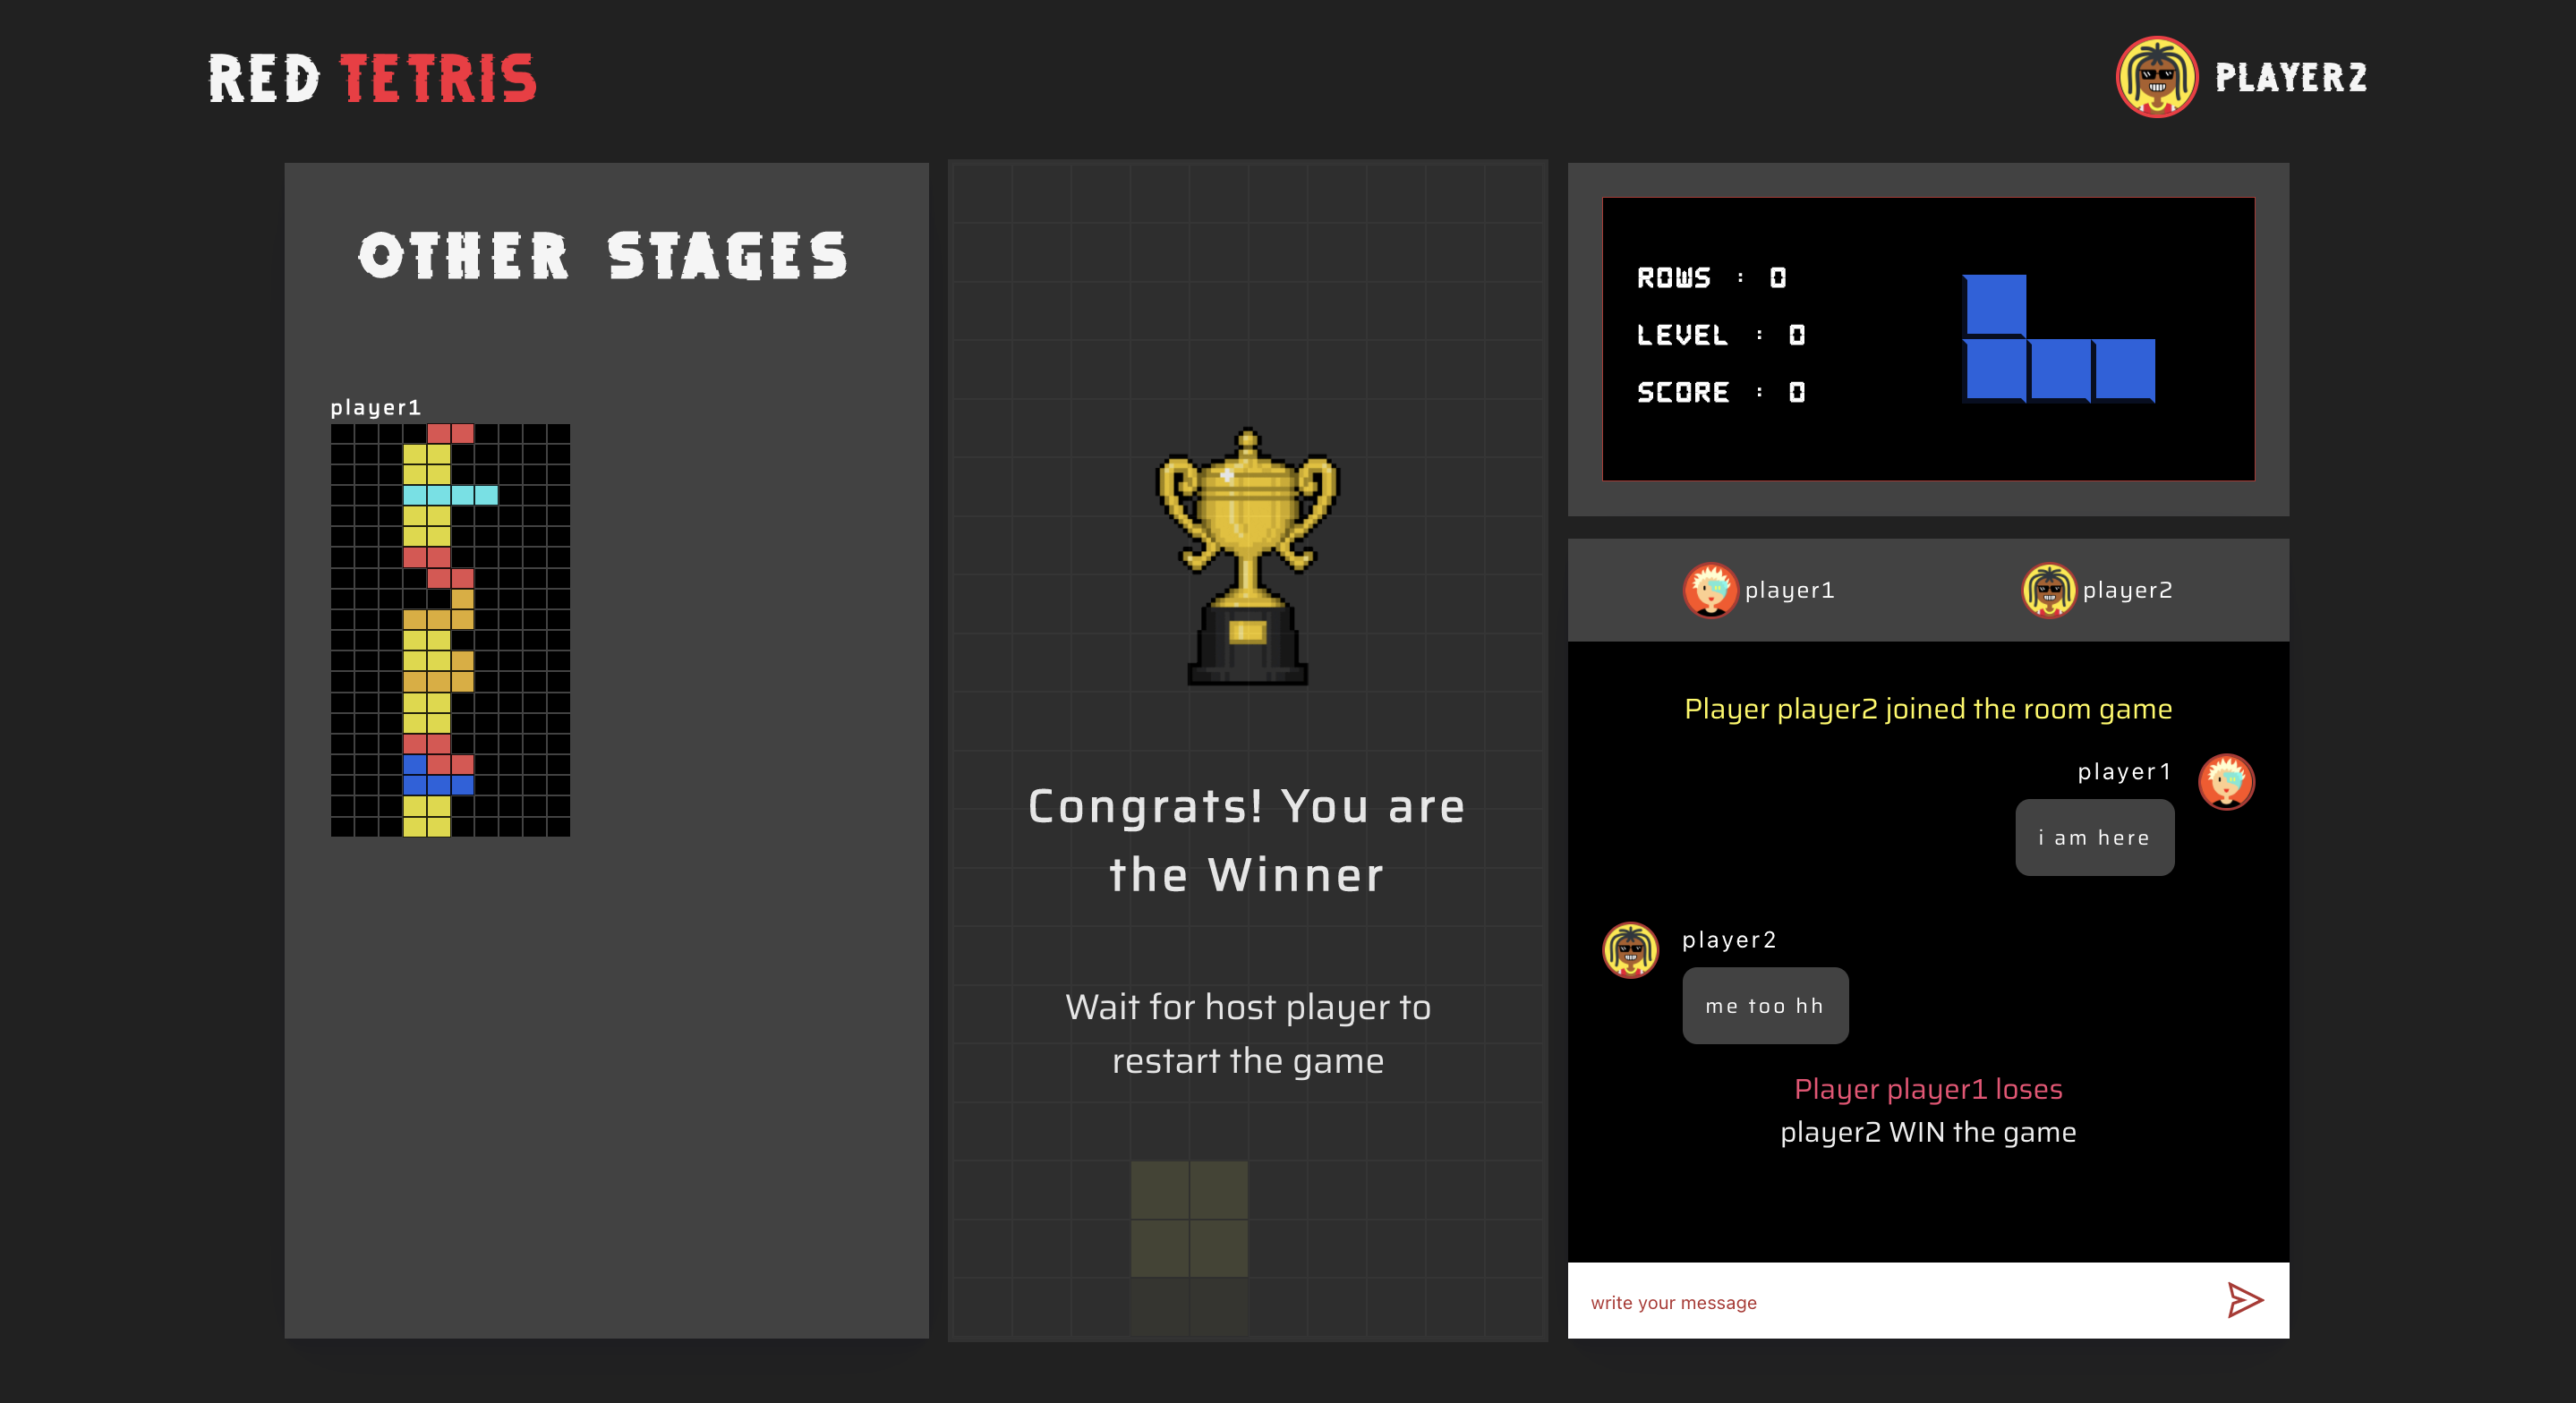 RED TETRIS
PLAYER2
OTHER STAGES
player1
Congrats! You are
the Winner
Wait for host player to
restart the game
ROWS : 0
LEVEL : 0
SCORE : 0
player1
player2
Player player2 joined the room game
player1
i am here
player2
me too hh
Player player1 loses
player2 WIN the game
write your message